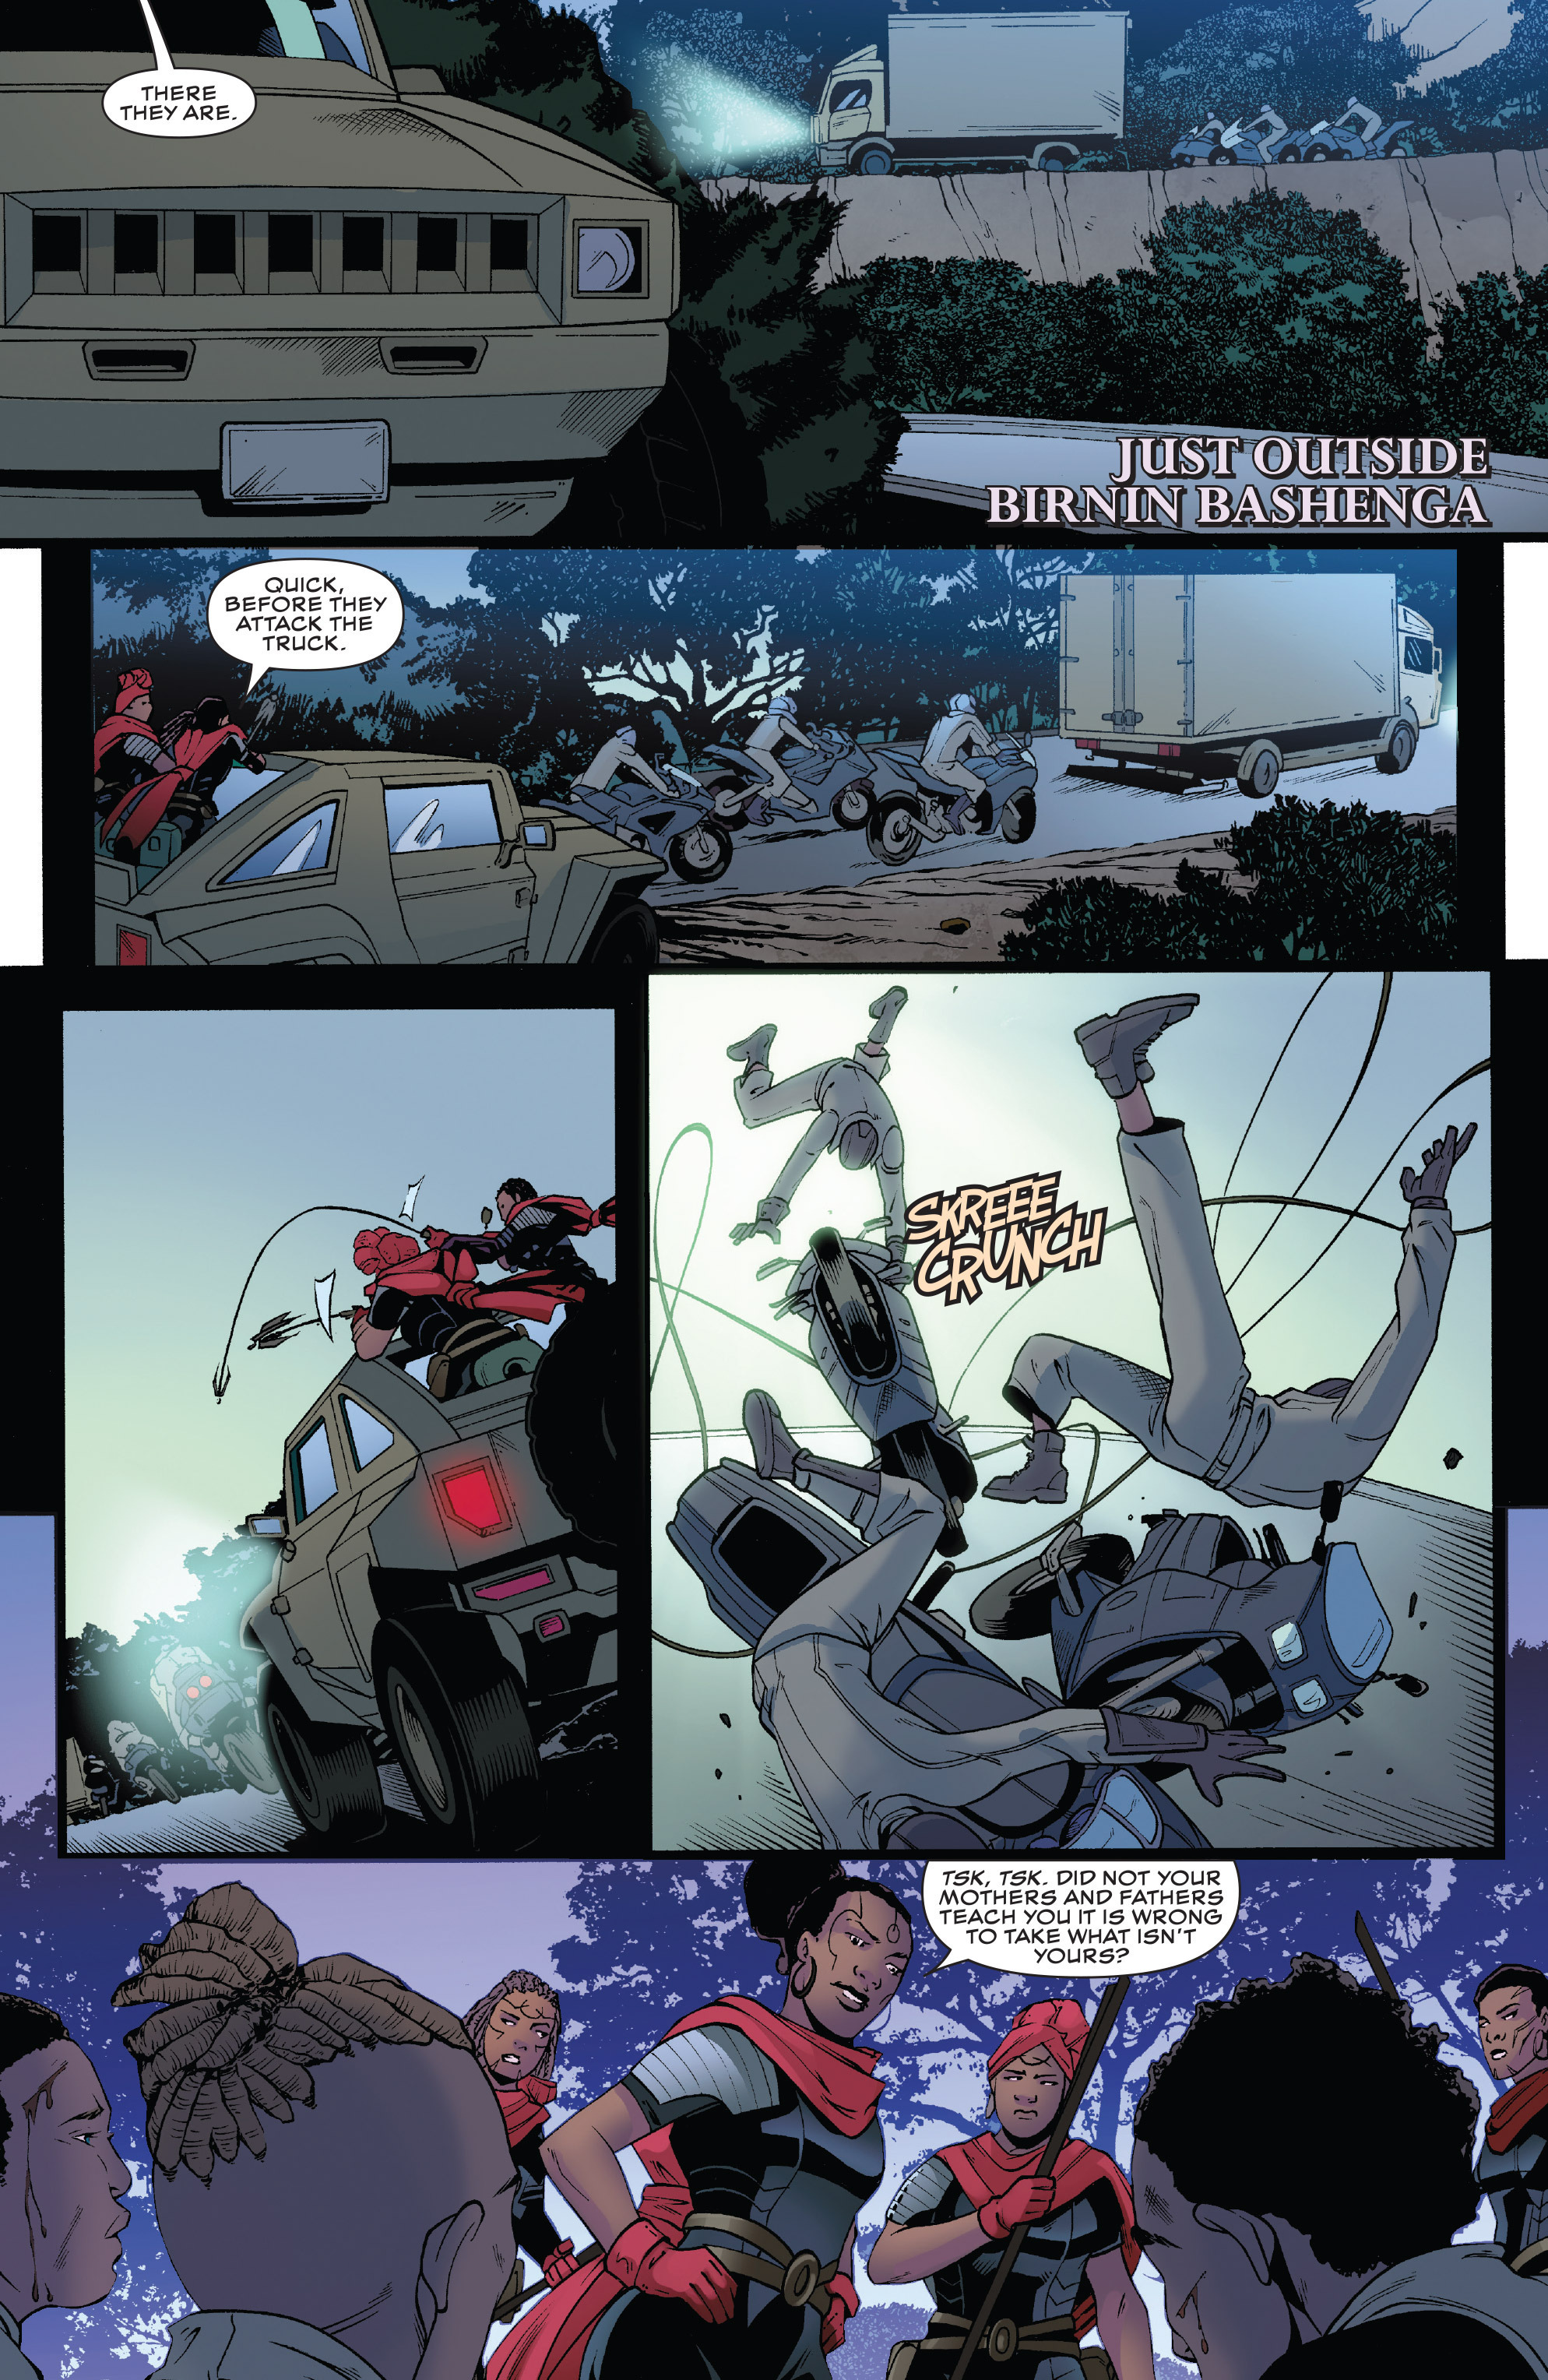 THERE
THEY ARE.
JUST OUTSIDE
BIRNIN BASHENGA
QUICK,
BEFORE THEY
ATTACK THE
TRUCK.
SKREEE
CRUNCH
TSK, TSK. DID NOT YOUR
MOTHERS AND FATHERS
TEACH YOU IT IS WRONG
TO TAKE WHAT ISN'T
YOURS?